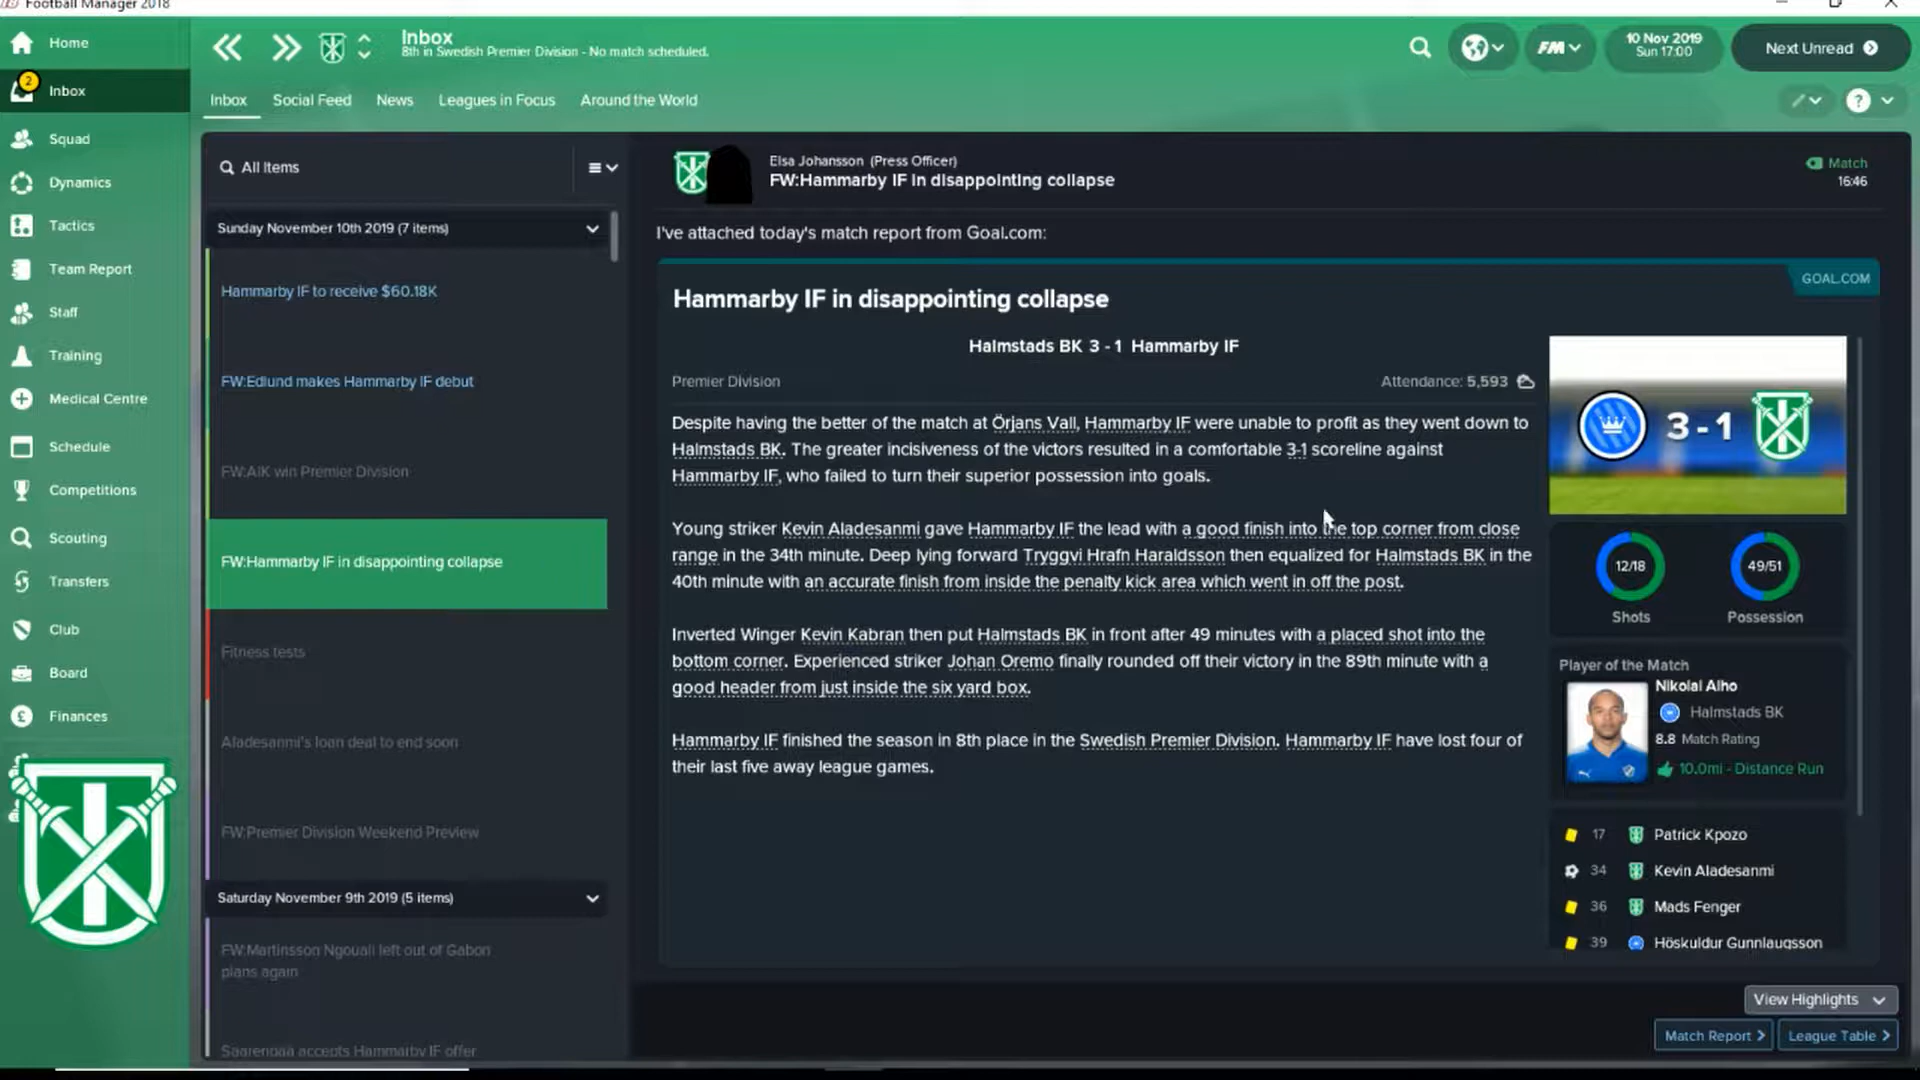 Football Manager 2018
Home
2
Inbox
Squad
Dynamics
Tactics
Team Report
Staff
Training
Medical Centre
Schedule
Competitions
Scouting
Transfers
Club
Board
Finances
Inbox
8th in Swedish Premier Division - No match scheduled.
FM
10 Nov 2019
Sun 17:00
Next Unread
Inbox
Social Feed
News
Leagues in Focus
Around the World
?
All Items
Sunday November 10th 2019 (7 items)
Hammarby IF to receive $60.18K
FW:Edlund makes Hammarby IF debut
FW:AIK win Premier Division
FW:Hammarby IF in disappointing collapse
Fitness tests
Aladesanmi's loan deal to end soon
FW:Premier Division Weekend Preview
Saturday November 9th 2019 (5 items)
FW:Martinsson Ngouali left out of Gabon
plans again
Saarengaa accepts Hammarby IF offer
Elsa Johansson (Press Officer)
FW:Hammarby IF in disappointing collapse
Match
16:46
I've attached today's match report from Goal.com:
GOAL.COM
Hammarby IF in disappointing collapse
Halmstads BK 3 - 1 Hammarby IF
Premier Division
Attendance: 5,593
Despite having the better of the match at Örjans Vall, Hammarby IF were unable to profit as they went down to
Halmstads BK. The greater incisiveness of the victors resulted in a comfortable 3-1 scoreline against
Hammarby IF, who failed to turn their superior possession into goals.
Young striker Kevin Aladesanmi gave Hammarby IF the lead with a good finish into the top corner from close
range in the 34th minute. Deep lying forward Tryggvi Hrafn Haraldsson then equalized for Halmstads BK in the
40th minute with an accurate finish from inside the penalty kick area which went in off the post.
Inverted Winger Kevin Kabran then put Halmstads BK in front after 49 minutes with a placed shot into the
bottom corner. Experienced striker Johan Oremo finally rounded off their victory in the 89th minute with a
good header from just inside the six yard box.
Hammarby IF finished the season in 8th place in the Swedish Premier Division. Hammarby IF have lost four of
their last five away league games.
3 - 1
12/18
Shots
49/51
Possession
Player of the Match
Nikolai Alho
Halmstads BK
8.8 Match Rating
10.0mi - Distance Run
17 Patrick Kpozo
34 Kevin Aladesanmi
36 Mads Fenger
39 Höskuldur Gunnlaugsson
View Highlights
Match Report
League Table